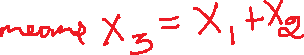 means X₃ = X₁ + X₂